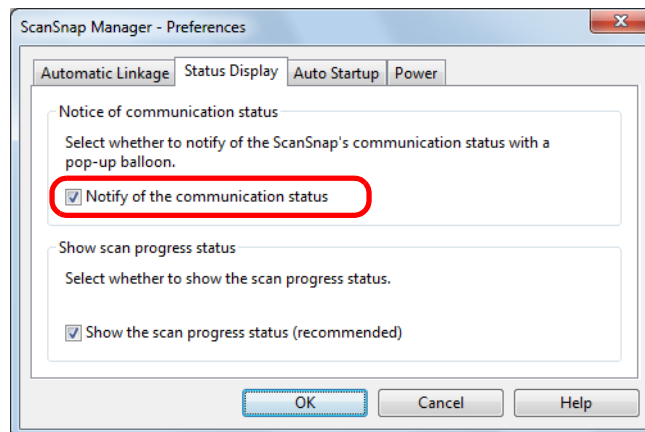 ScanSnap Manager - Preferences
Automatic Linkage Status Display Auto Startup Power
Notice of communication status
Select whether to notify of the ScanSnap's communication status with a
pop-up balloon.
Notify of the communication status
Show scan progress status
Select whether to show the scan progress status.
Show the scan progress status (recommended)
OK Cancel Help